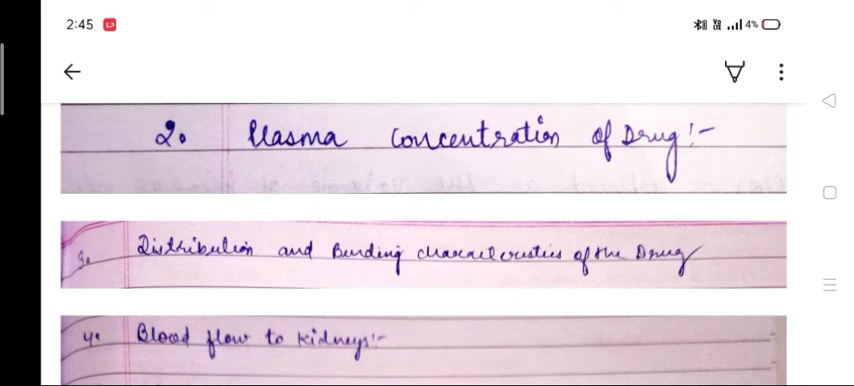 2:45
4%
2. Plasma Concentration of Drug:-
3. Distribution and Binding characteristics of the Drug
4. Blood flow to kidneys:-